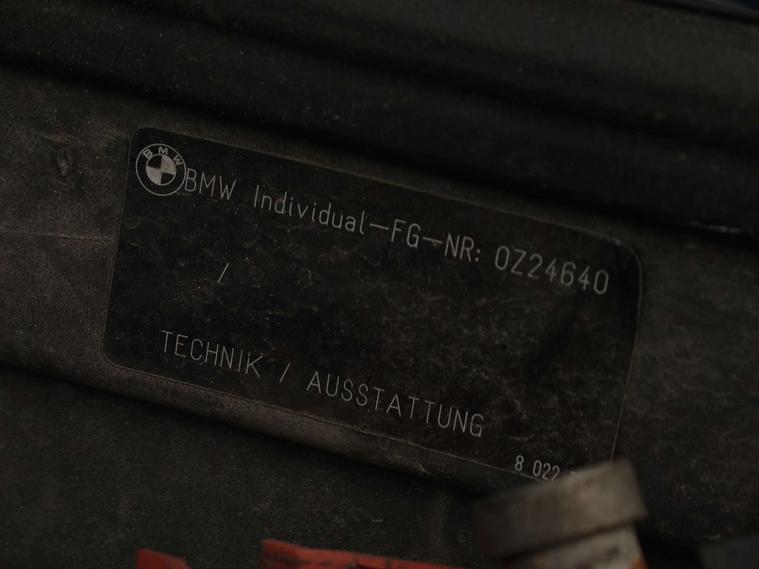 BMW
BMW Individual-FG-NR: 0Z24640
/
TECHNIK / AUSSTATTUNG
8 022